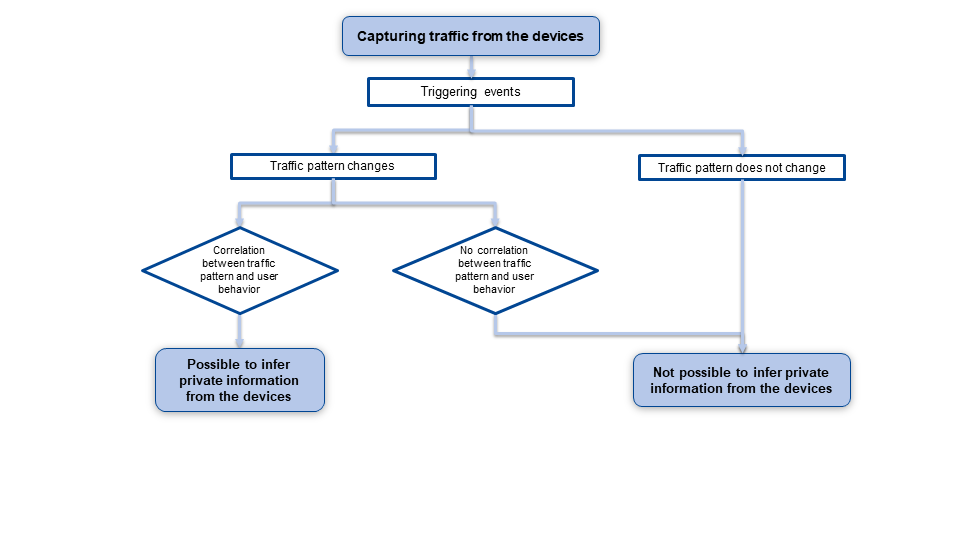 Capturing traffic from the devices
Triggering events
Traffic pattern changes
Traffic pattern does not change
Correlation
between traffic
pattern and user
behavior
No correlation
between traffic
pattern and user
behavior
Possible to infer
private information
from the devices
Not possible to infer private
information from the devices